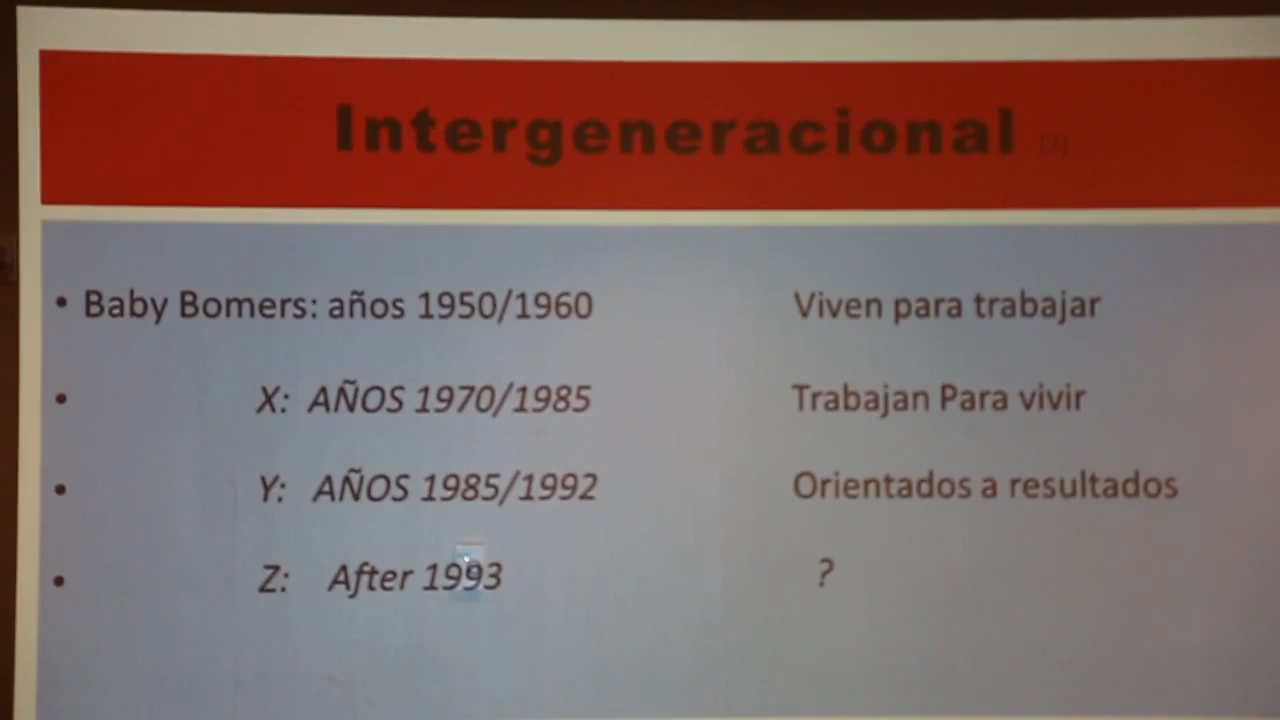 Intergeneracional
• Baby Bomers: años 1950/1960 Viven para trabajar
• X: AÑOS 1970/1985 Trabajan Para vivir
• Y: AÑOS 1985/1992 Orientados a resultados
• Z: After 1993 ?